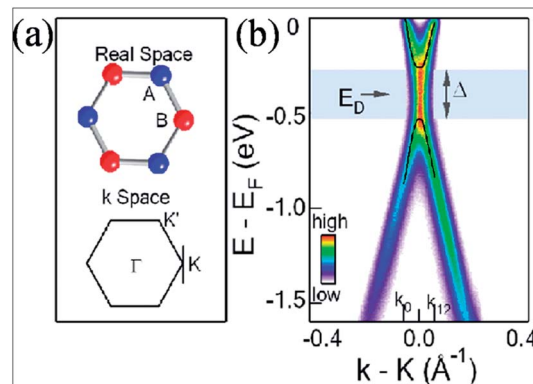 (a)
Real Space
A
B
k Space
K'
Γ
K
(b)
E - E_F (eV)
0
-0.5
-1.0
-1.5
E_D
Δ
high
low
k_0
k_12
-0.4
0.0
0.4
k - K (Å⁻¹)